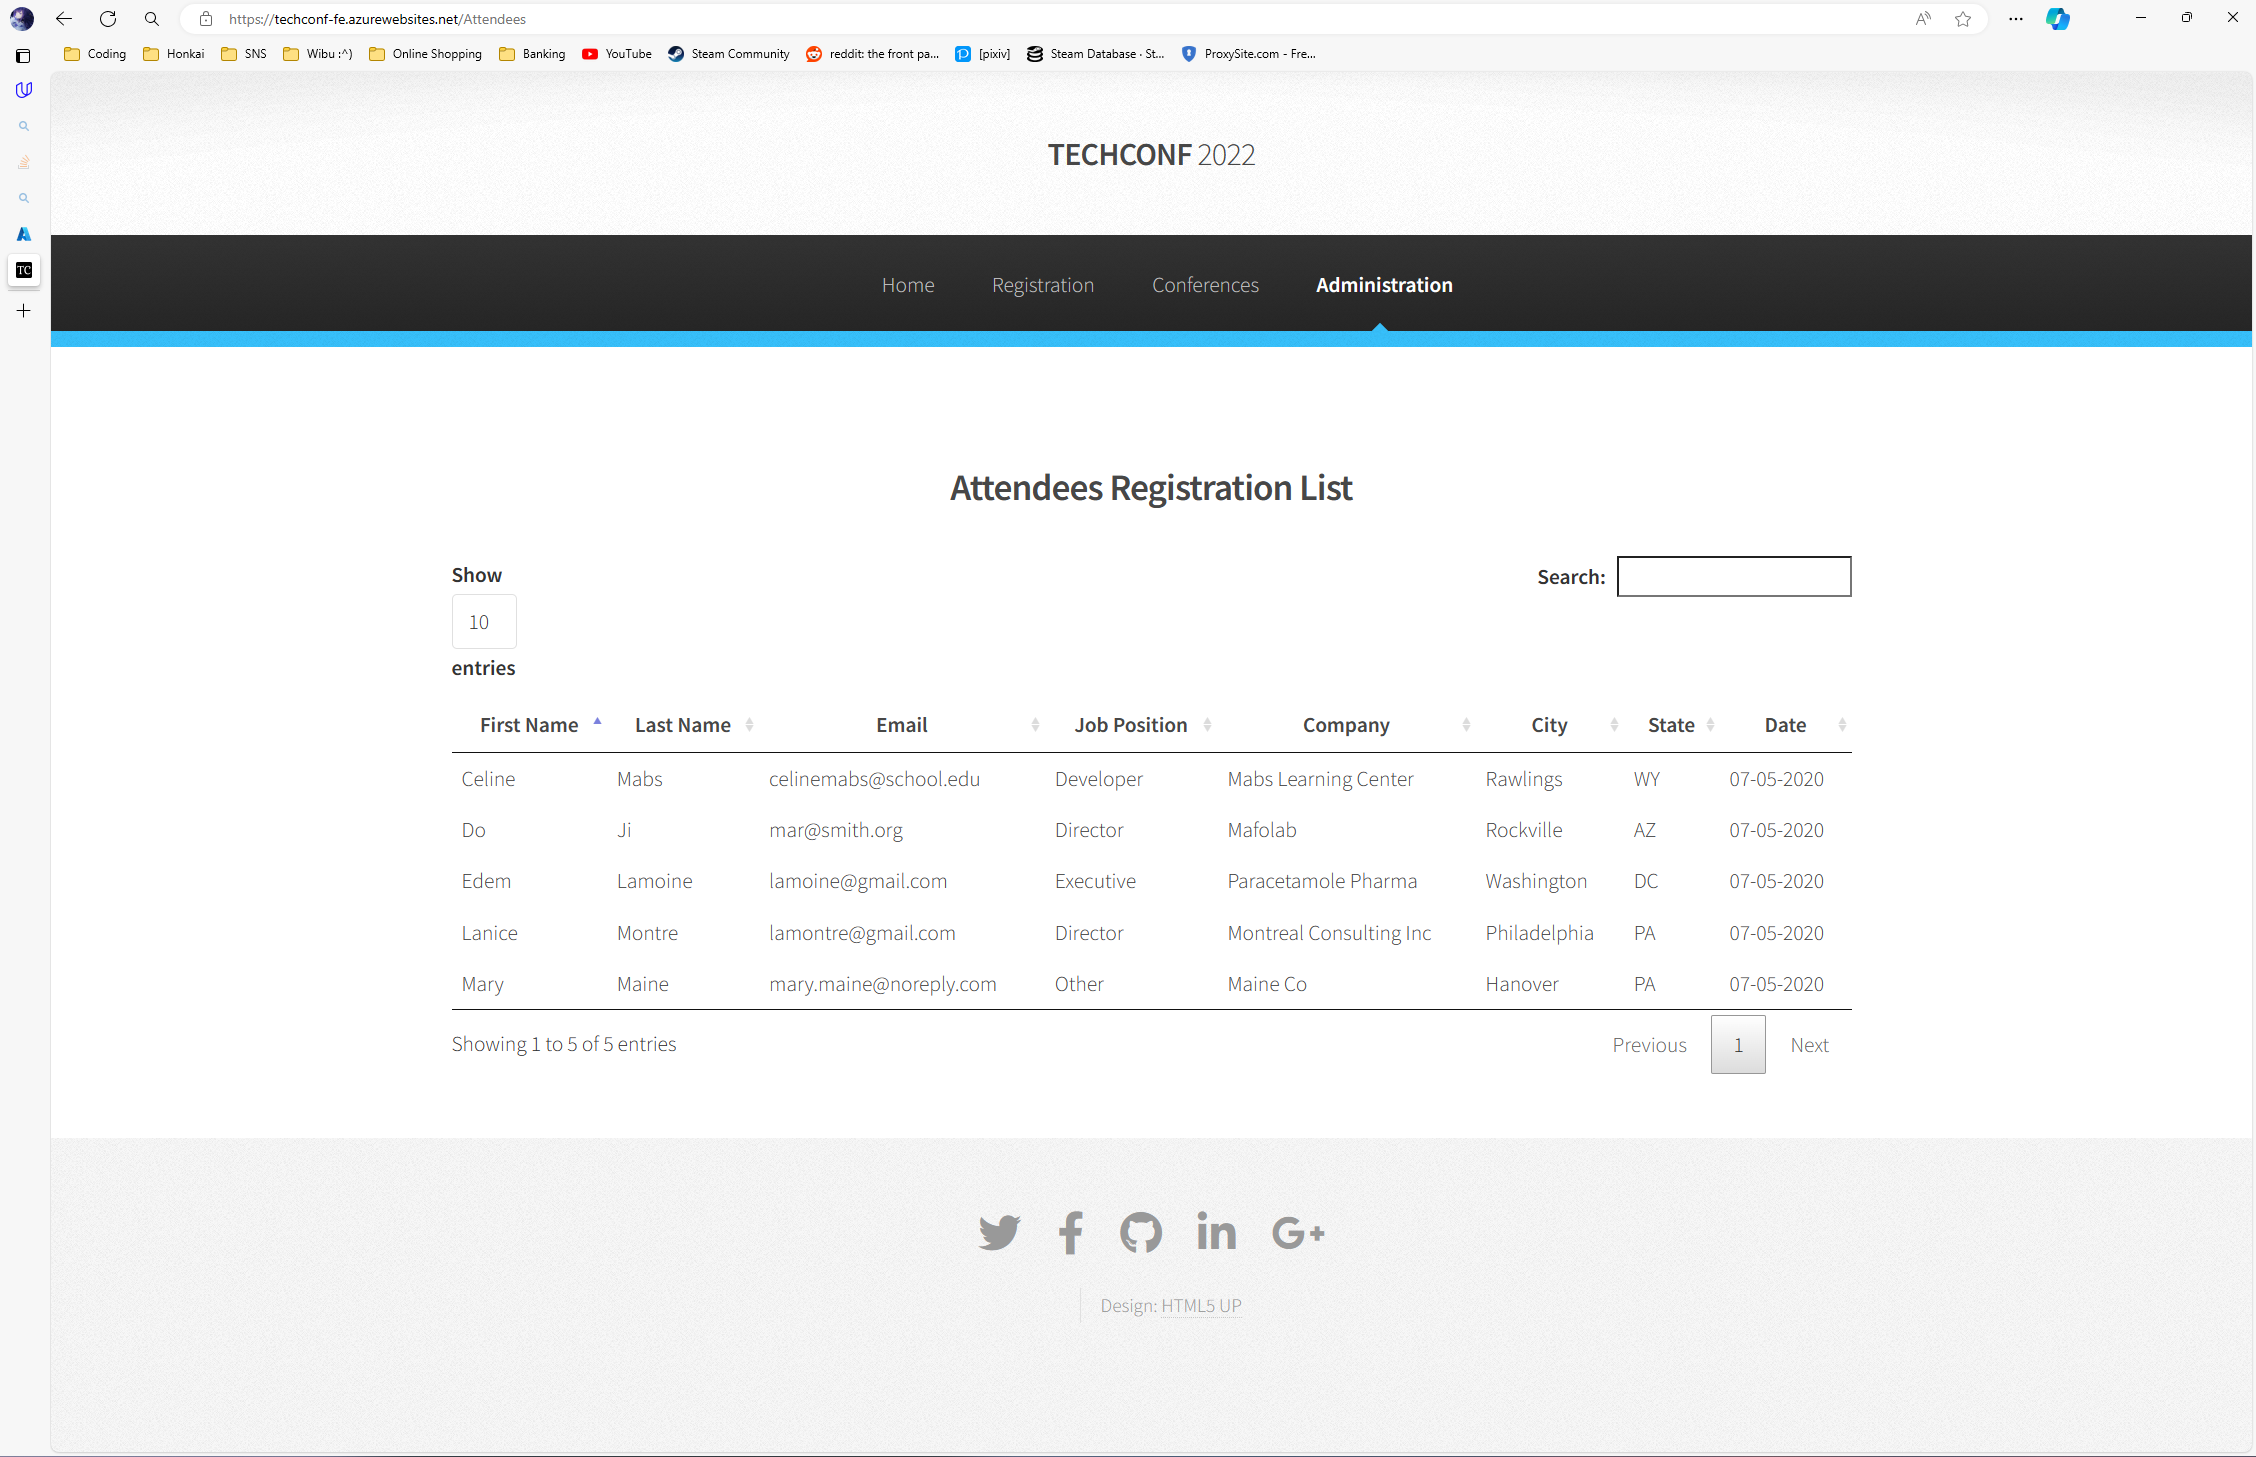 https://techconf-fe.azurewebsites.net/Attendees
Coding Honkai SNS Wibu :^) Online Shopping Banking YouTube Steam Community reddit: the front pa... [pixiv] Steam Database · St... ProxySite.com - Fre...
TECHCONF 2022
TC
Home Registration Conferences Administration
Attendees Registration List
Show
Search:
10
entries
First Name Last Name Email Job Position Company City State Date
Celine Mabs celinemabs@school.edu Developer Mabs Learning Center Rawlings WY 07-05-2020
Do Ji mar@smith.org Director Mafolab Rockville AZ 07-05-2020
Edem Lamoine lamoine@gmail.com Executive Paracetamole Pharma Washington DC 07-05-2020
Lanice Montre lamontre@gmail.com Director Montreal Consulting Inc Philadelphia PA 07-05-2020
Mary Maine mary.maine@noreply.com Other Maine Co Hanover PA 07-05-2020
Showing 1 to 5 of 5 entries
Previous 1 Next
Design: HTML5 UP